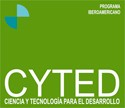 PROGRAMA
IBEROAMERICANO
CYTED
CIENCIA Y TECNOLOGÍA PARA EL DESARROLLO